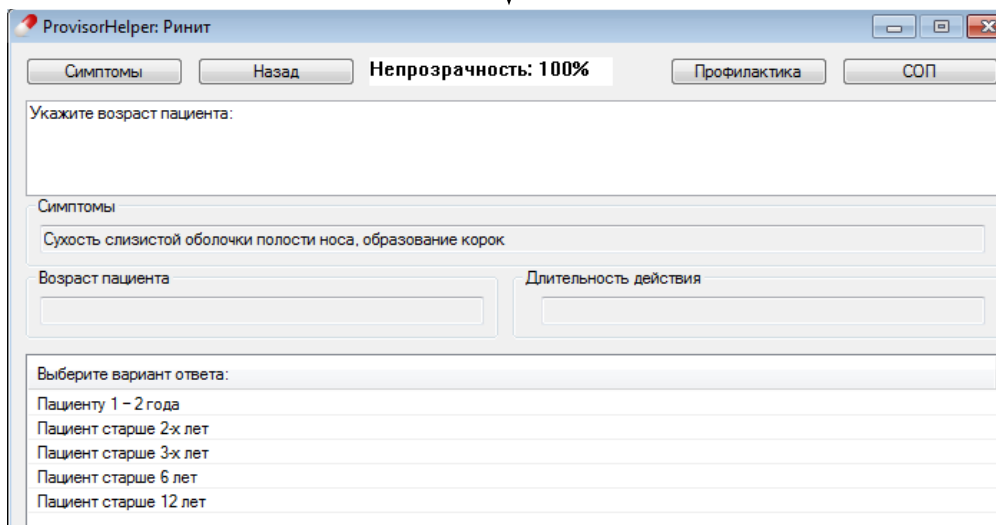 ProvisorHelper: Ринит
Симптомы
Назад
Непрозрачность: 100%
Профилактика
СОП
Укажите возраст пациента:
Симптомы
Сухость слизистой оболочки полости носа, образование корок
Возраст пациента
Длительность действия
Выберите вариант ответа:
Пациенту 1 – 2 года
Пациент старше 2-х лет
Пациент старше 3-х лет
Пациент старше 6 лет
Пациент старше 12 лет